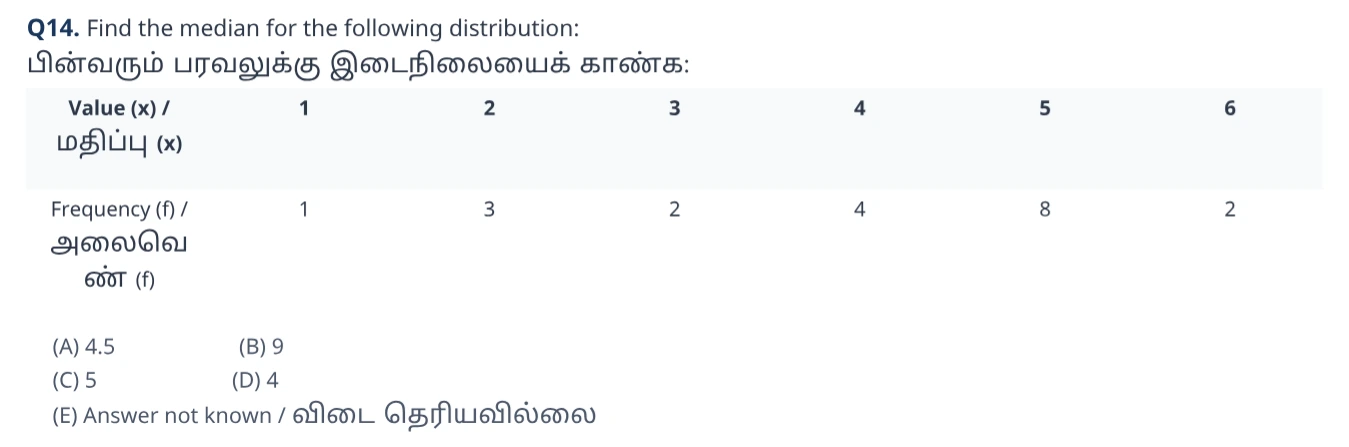 Q14. Find the median for the following distribution:
பின்வரும் பரவலுக்கு இடைநிலையைக் காண்க:
Value (x) / 1 2 3 4 5 6
மதிப்பு (x)
Frequency (f) / 1 3 2 4 8 2
அலைவெ
ண் (f)
(A) 4.5 (B) 9
(C) 5 (D) 4
(E) Answer not known / விடை தெரியவில்லை